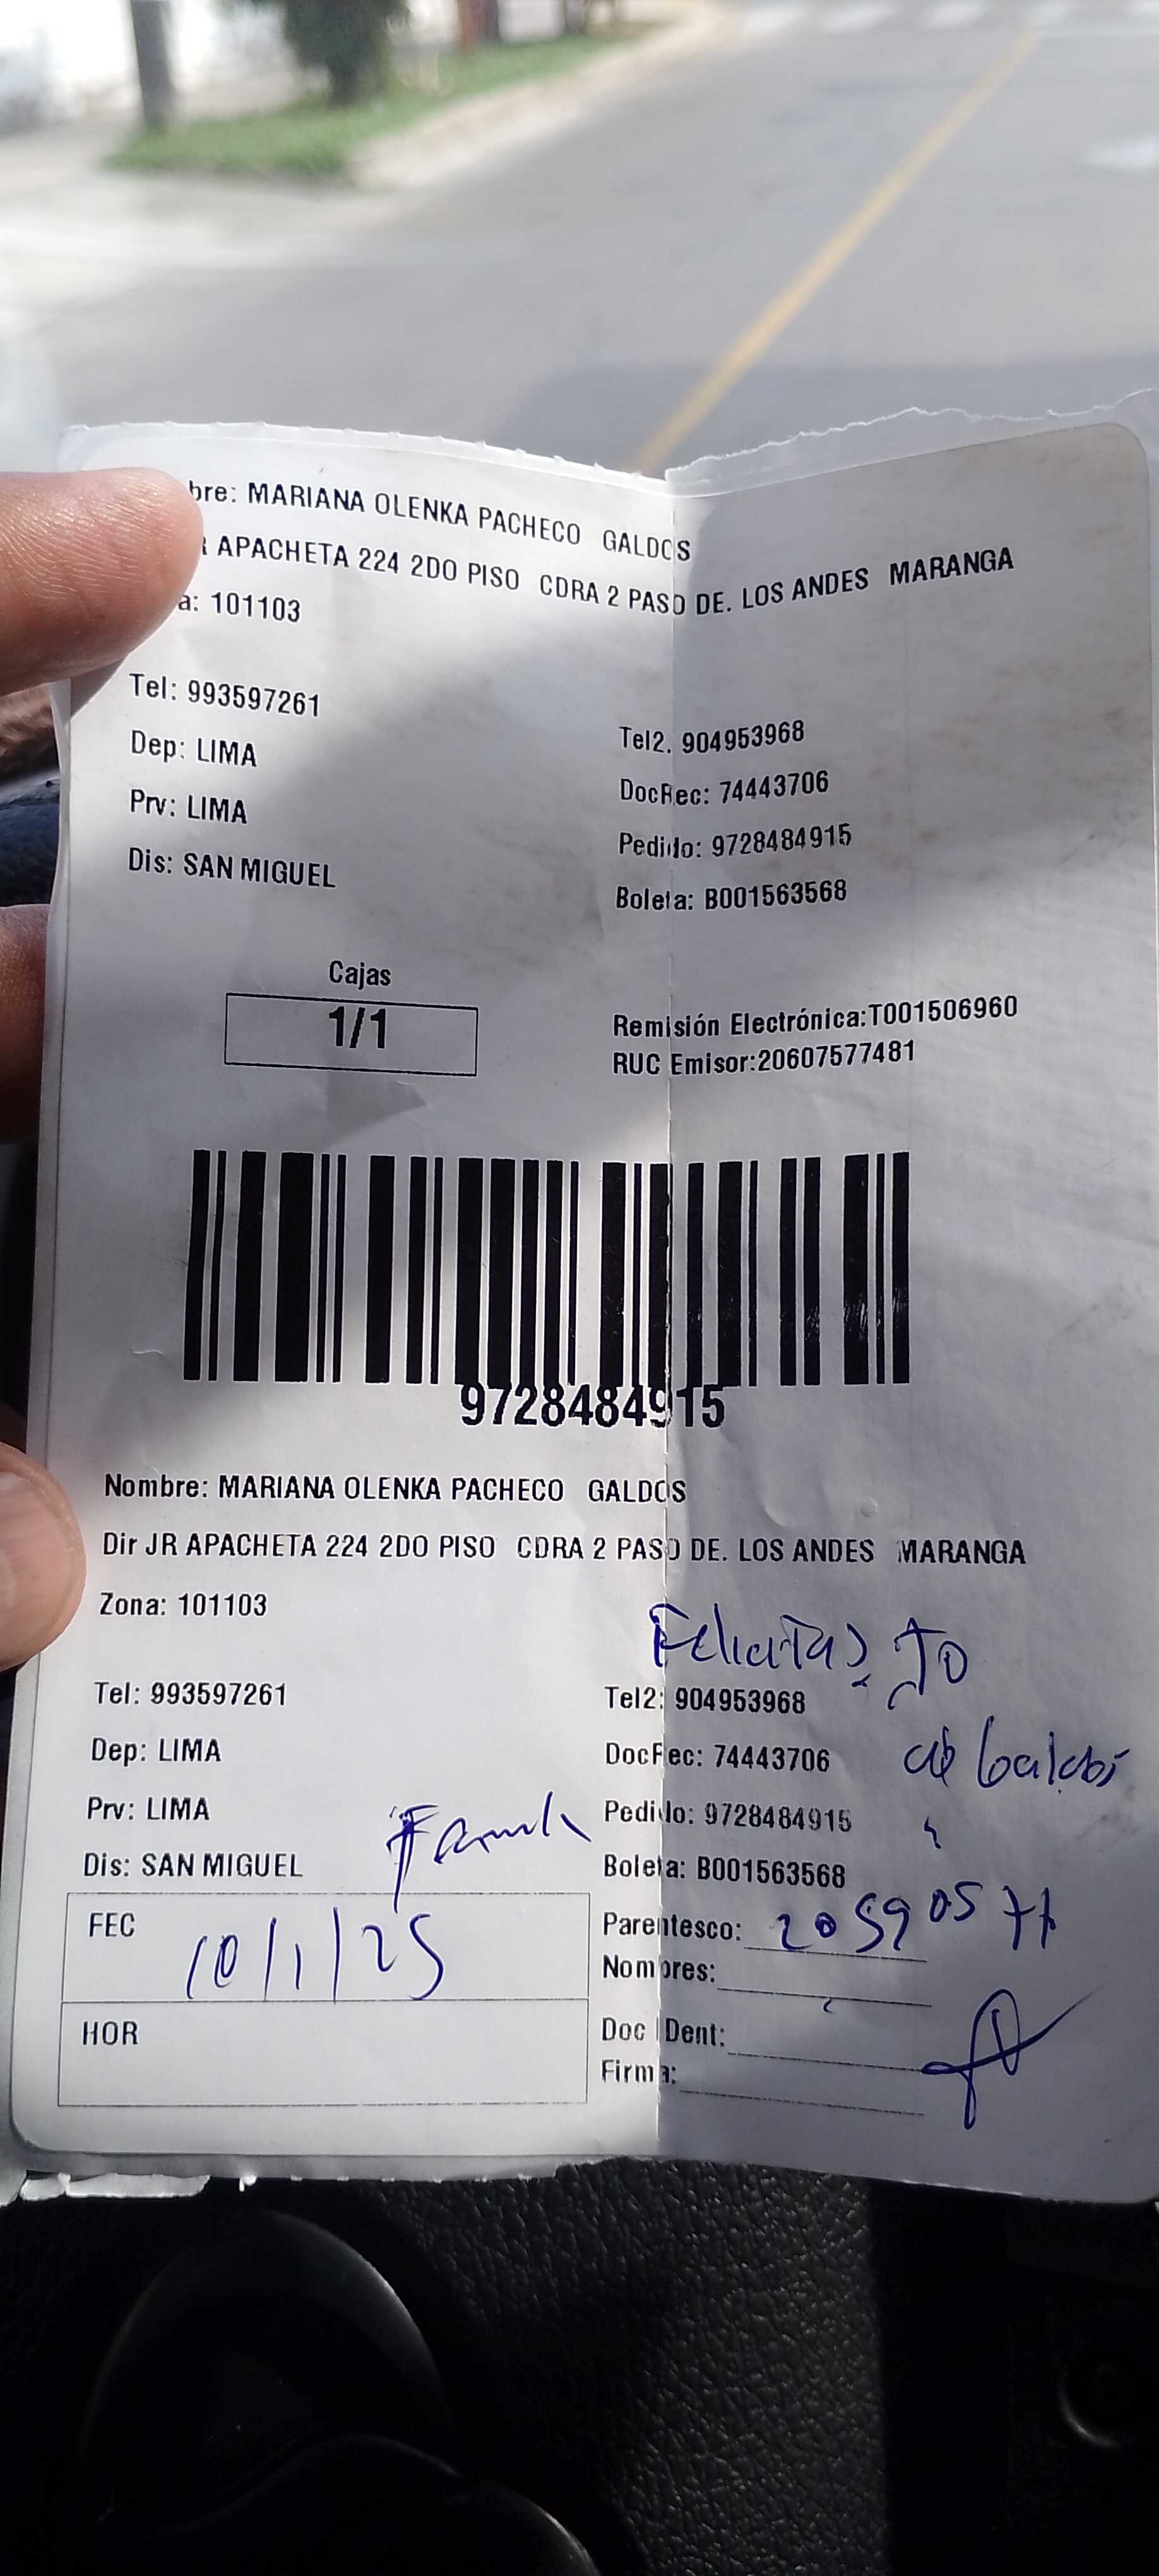 bre: MARIANA OLENKA PACHECO GALDOS
R APACHETA 224 2DO PISO CDRA 2 PASO DE. LOS ANDES MARANGA
a: 101103
Tel: 993597261
Tel2. 904953968
Dep: LIMA
DocRec: 74443706
Prv: LIMA
Pedido: 9728484915
Dis: SAN MIGUEL
Boleta: B001563568
Cajas
1/1
Remisión Electrónica:T001506960
RUC Emisor:20607577481
9728484915
Nombre: MARIANA OLENKA PACHECO GALDOS
Dir JR APACHETA 224 2DO PISO CDRA 2 PASO DE. LOS ANDES MARANGA
Zona: 101103
Felicitas
Tel: 993597261
Tel2: 904953968
Dep: LIMA
DocRec: 74443706
Prv: LIMA
Pedido: 9728484915
Dis: SAN MIGUEL
Boleta: B001563568
FEC 10/1/25
Parentesco:
Nombres:
HOR
Doc IDent:
Firma: